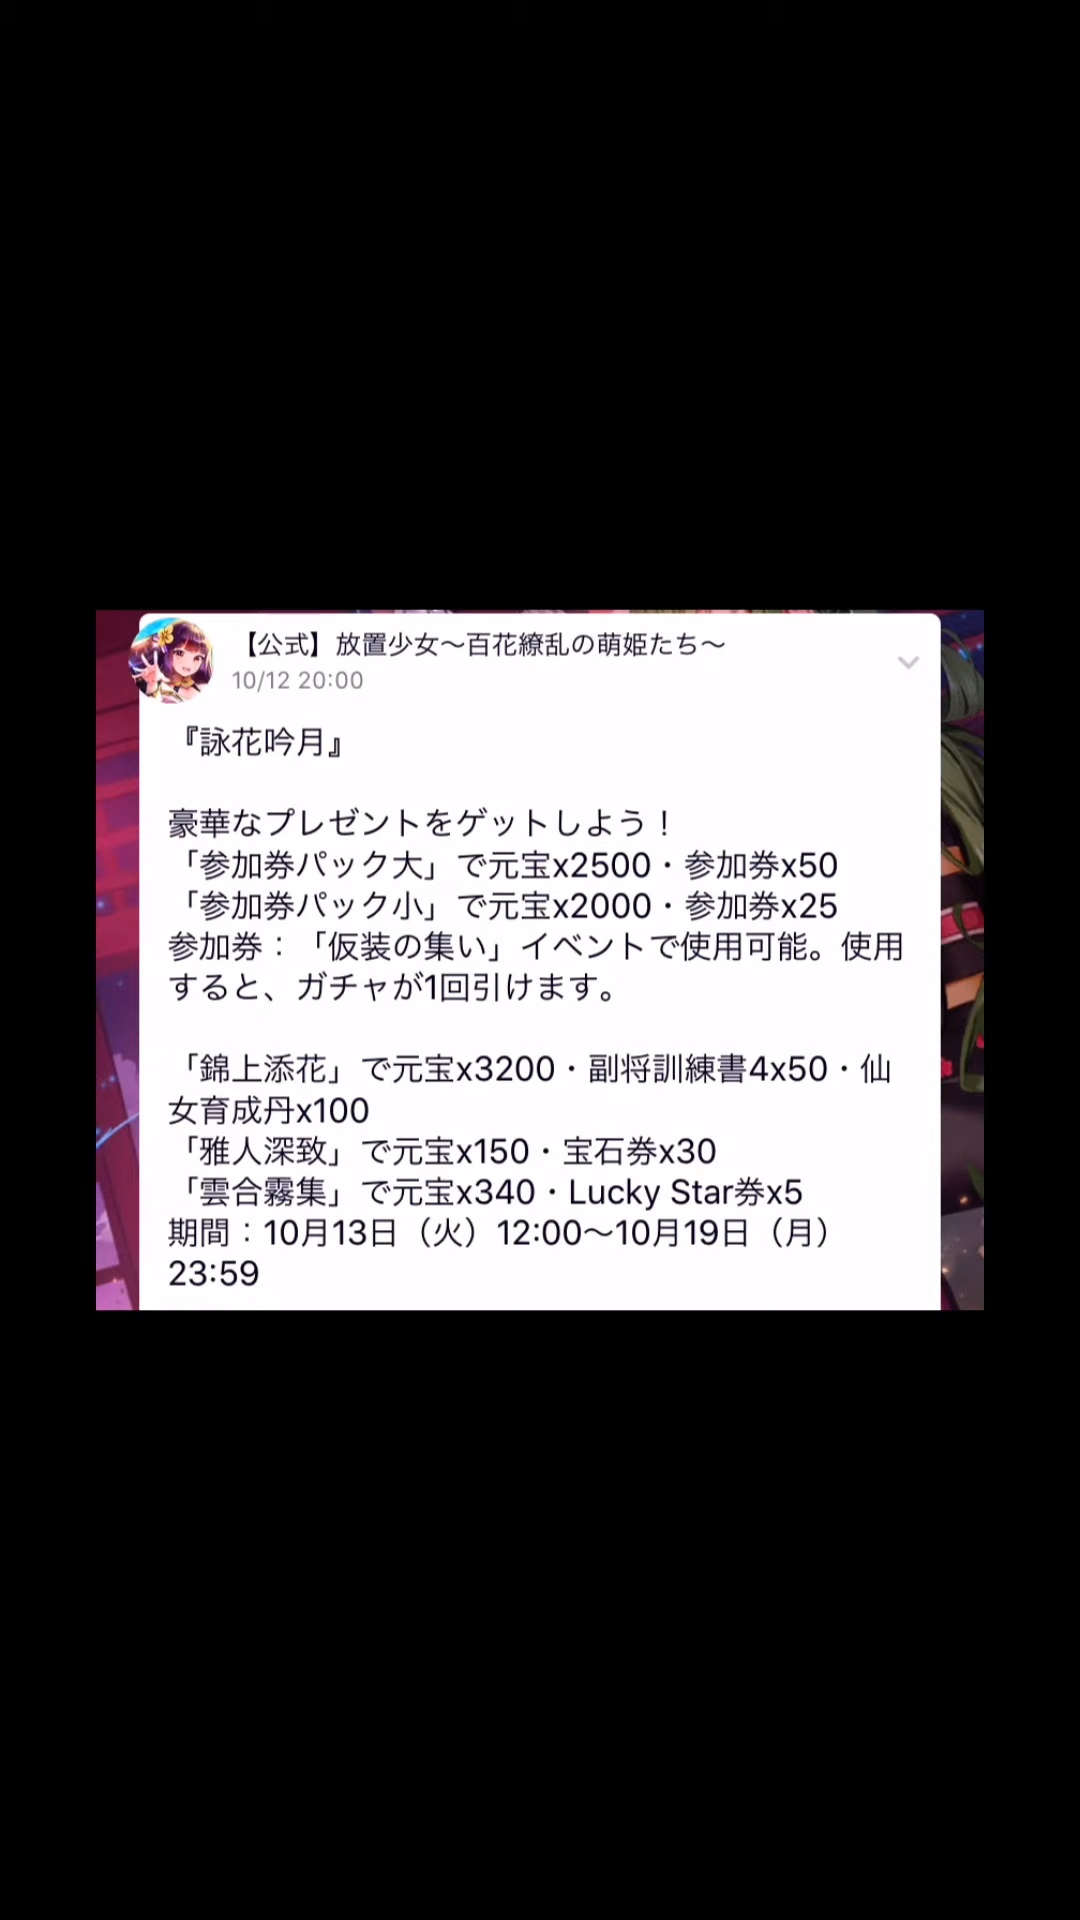 【公式】放置少女〜百花繚乱の萌姫たち〜
10/12 20:00
『詠花吟月』
豪華なプレゼントをゲットしよう！
「参加券パック大」で元宝x2500・参加券x50
「参加券パック小」で元宝x2000・参加券x25
参加券：「仮装の集い」イベントで使用可能。使用
すると、ガチャが1回引けます。
「錦上添花」で元宝x3200・副将訓練書4x50・仙
女育成丹x100
「雅人深致」で元宝x150・宝石券x30
「雲合霧集」で元宝x340・Lucky Star券x5
期間：10月13日（火）12:00〜10月19日（月）
23:59